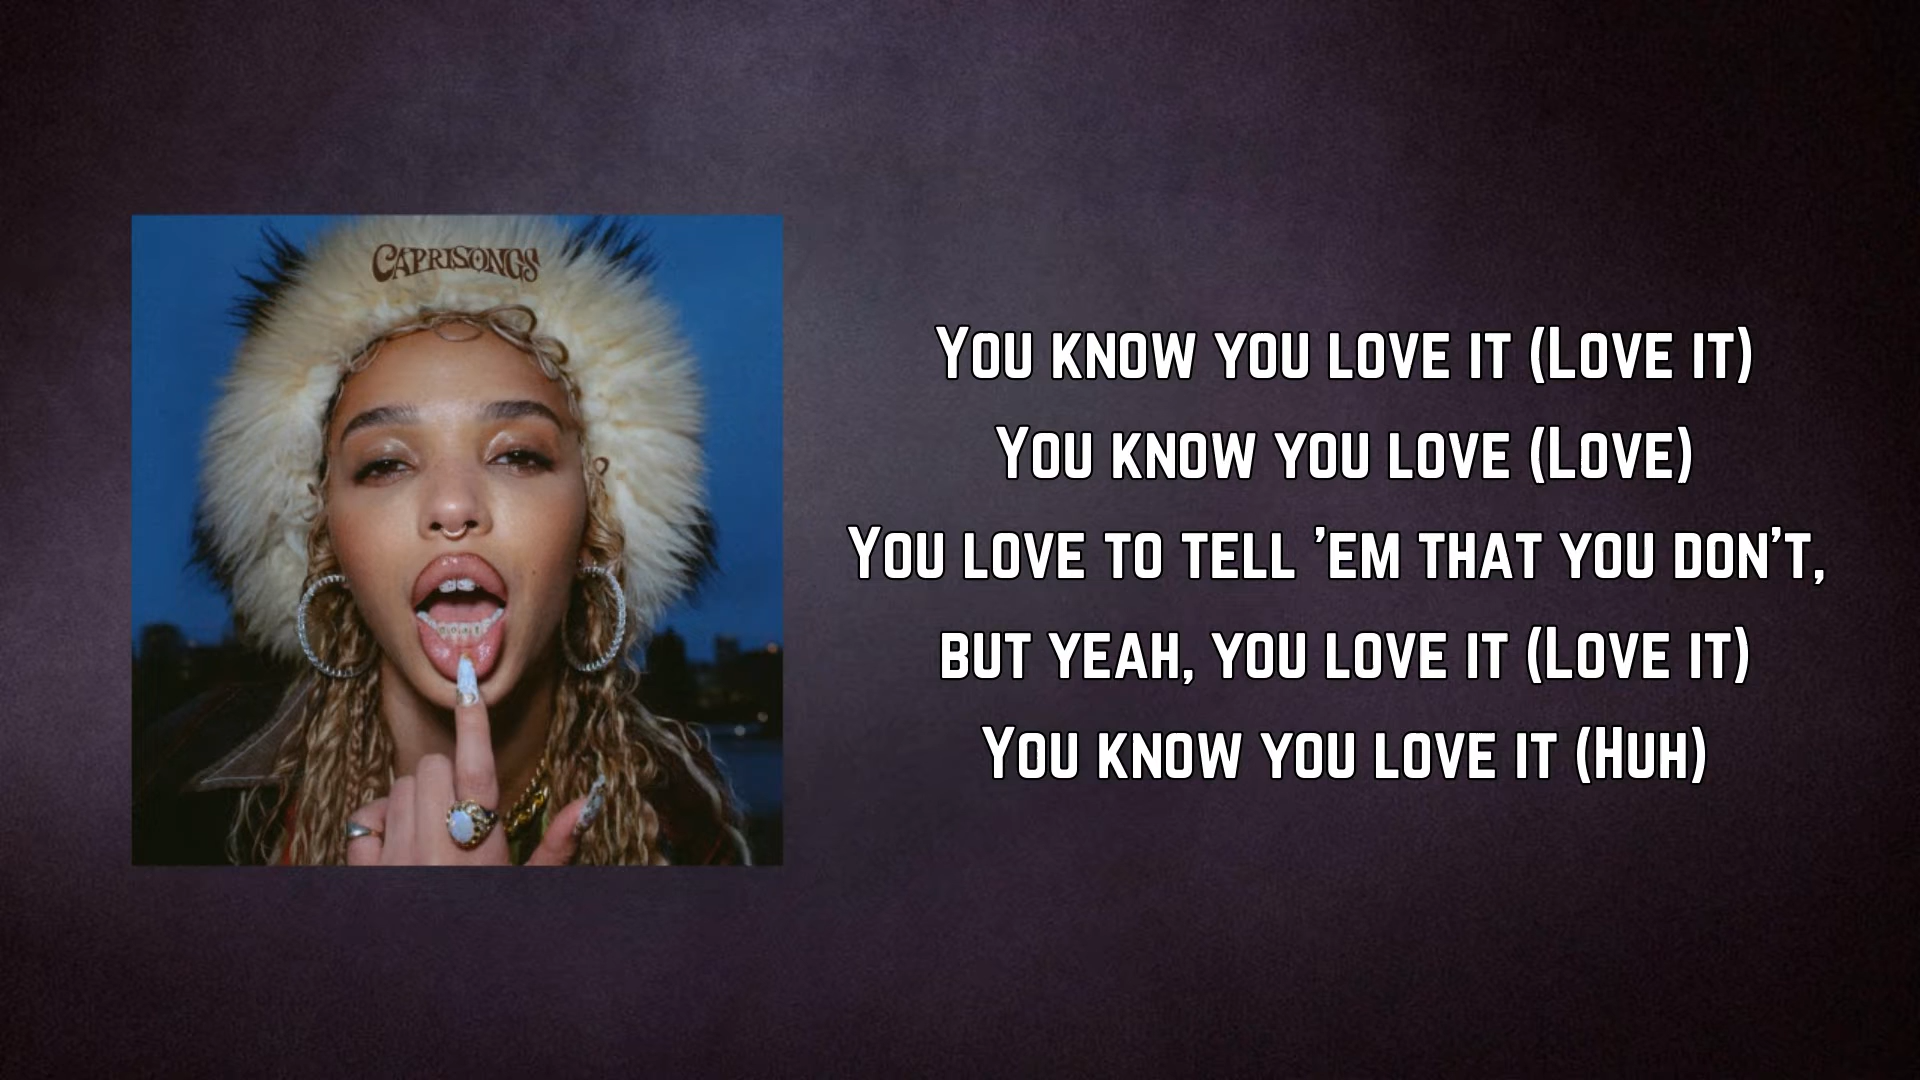 CAPRISONGS
You know you love it (Love it)
You know you love (Love)
You love to tell 'em that you don't,
but yeah, you love it (Love it)
You know you love it (Huh)